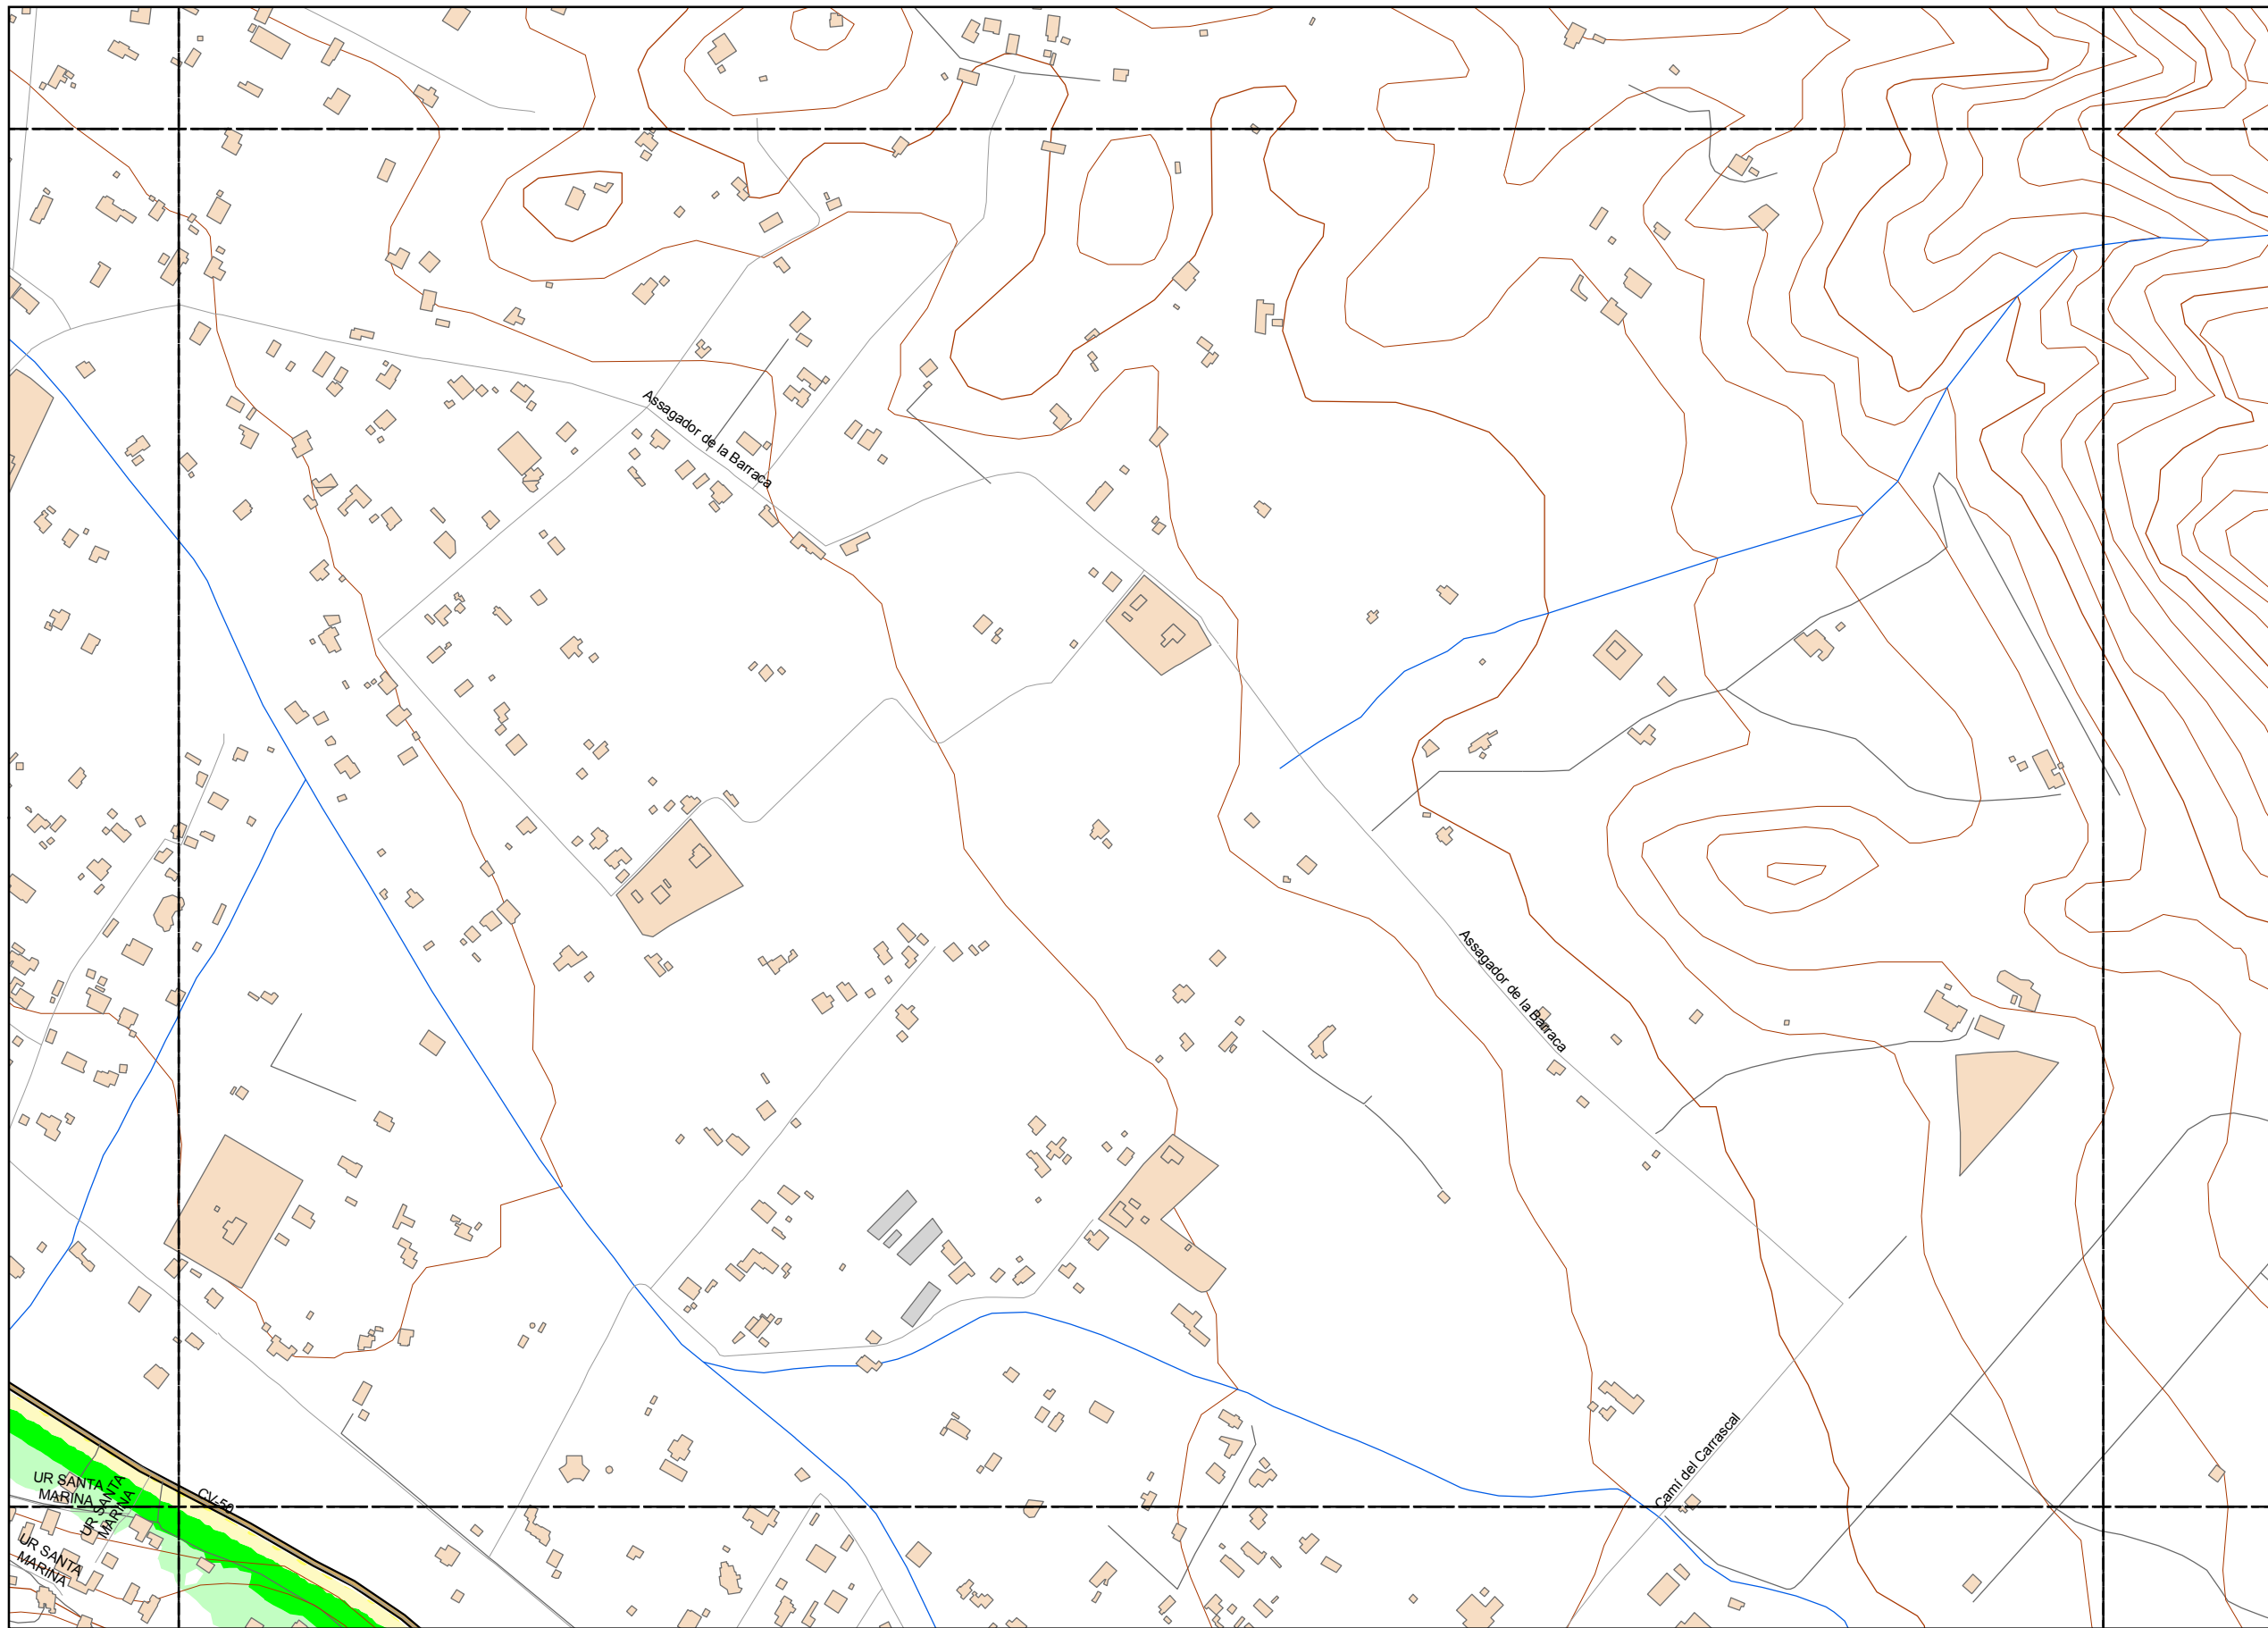 Assagador de la Barraca
Assagador de la Barraca
Camí del Carrascal
CV-50
UR SANTA
MARINA
UR SANTA
MARINA
UR SANTA
MARINA